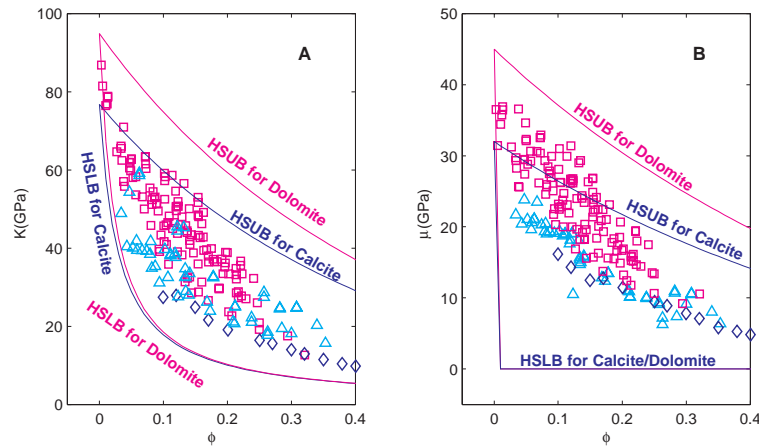 A
K(GPa)
100
80
60
40
20
0
0
0.1
0.2
0.3
0.4
ϕ
HSUB for Dolomite
HSUB for Calcite
HSLB for Calcite
HSLB for Dolomite
B
μ(GPa)
50
40
30
20
10
0
0
0.1
0.2
0.3
0.4
ϕ
HSUB for Dolomite
HSUB for Calcite
HSLB for Calcite/Dolomite